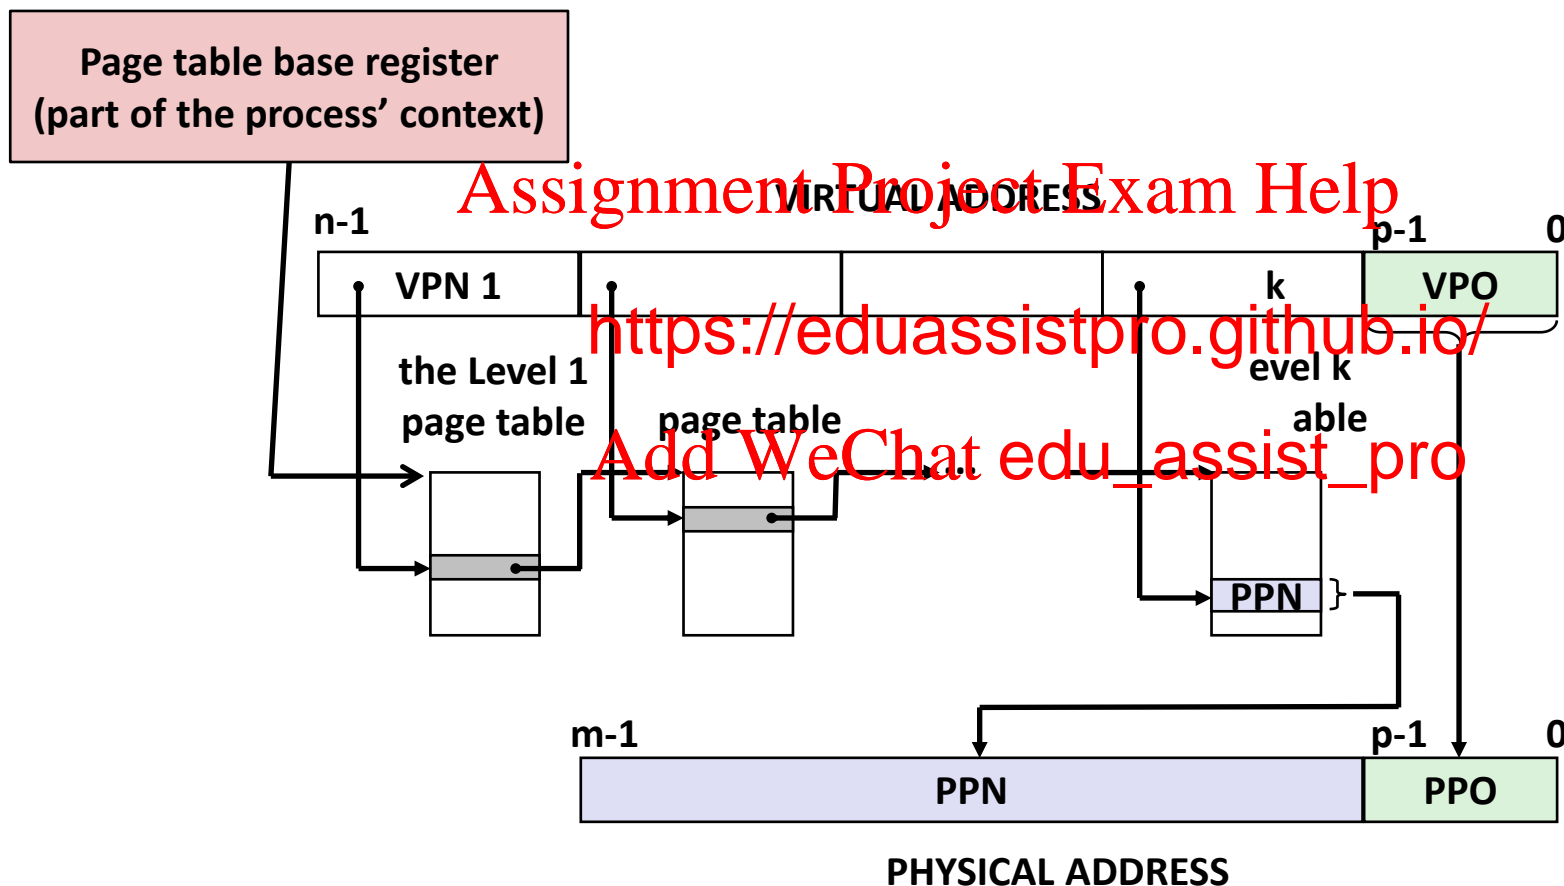 Page table base register
(part of the process’ context)
Assignment Project Exam Help
VIRTUAL ADDRESS
n-1
p-1
0
VPN 1
k
VPO
https://eduassistpro.github.io/
the Level 1
page table
page table
evel k
able
Add WeChat edu_assist_pro
...
PPN
m-1
p-1
0
PPN
PPO
PHYSICAL ADDRESS